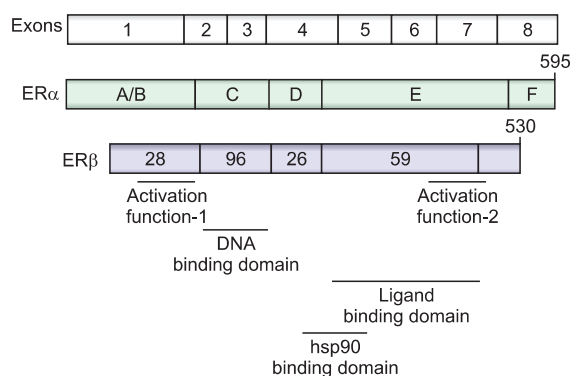 Exons 1 2 3 4 5 6 7 8
595
ERα A/B C D E F
530
ERβ 28 96 26 59
Activation
function-1
Activation
function-2
DNA
binding domain
Ligand
binding domain
hsp90
binding domain